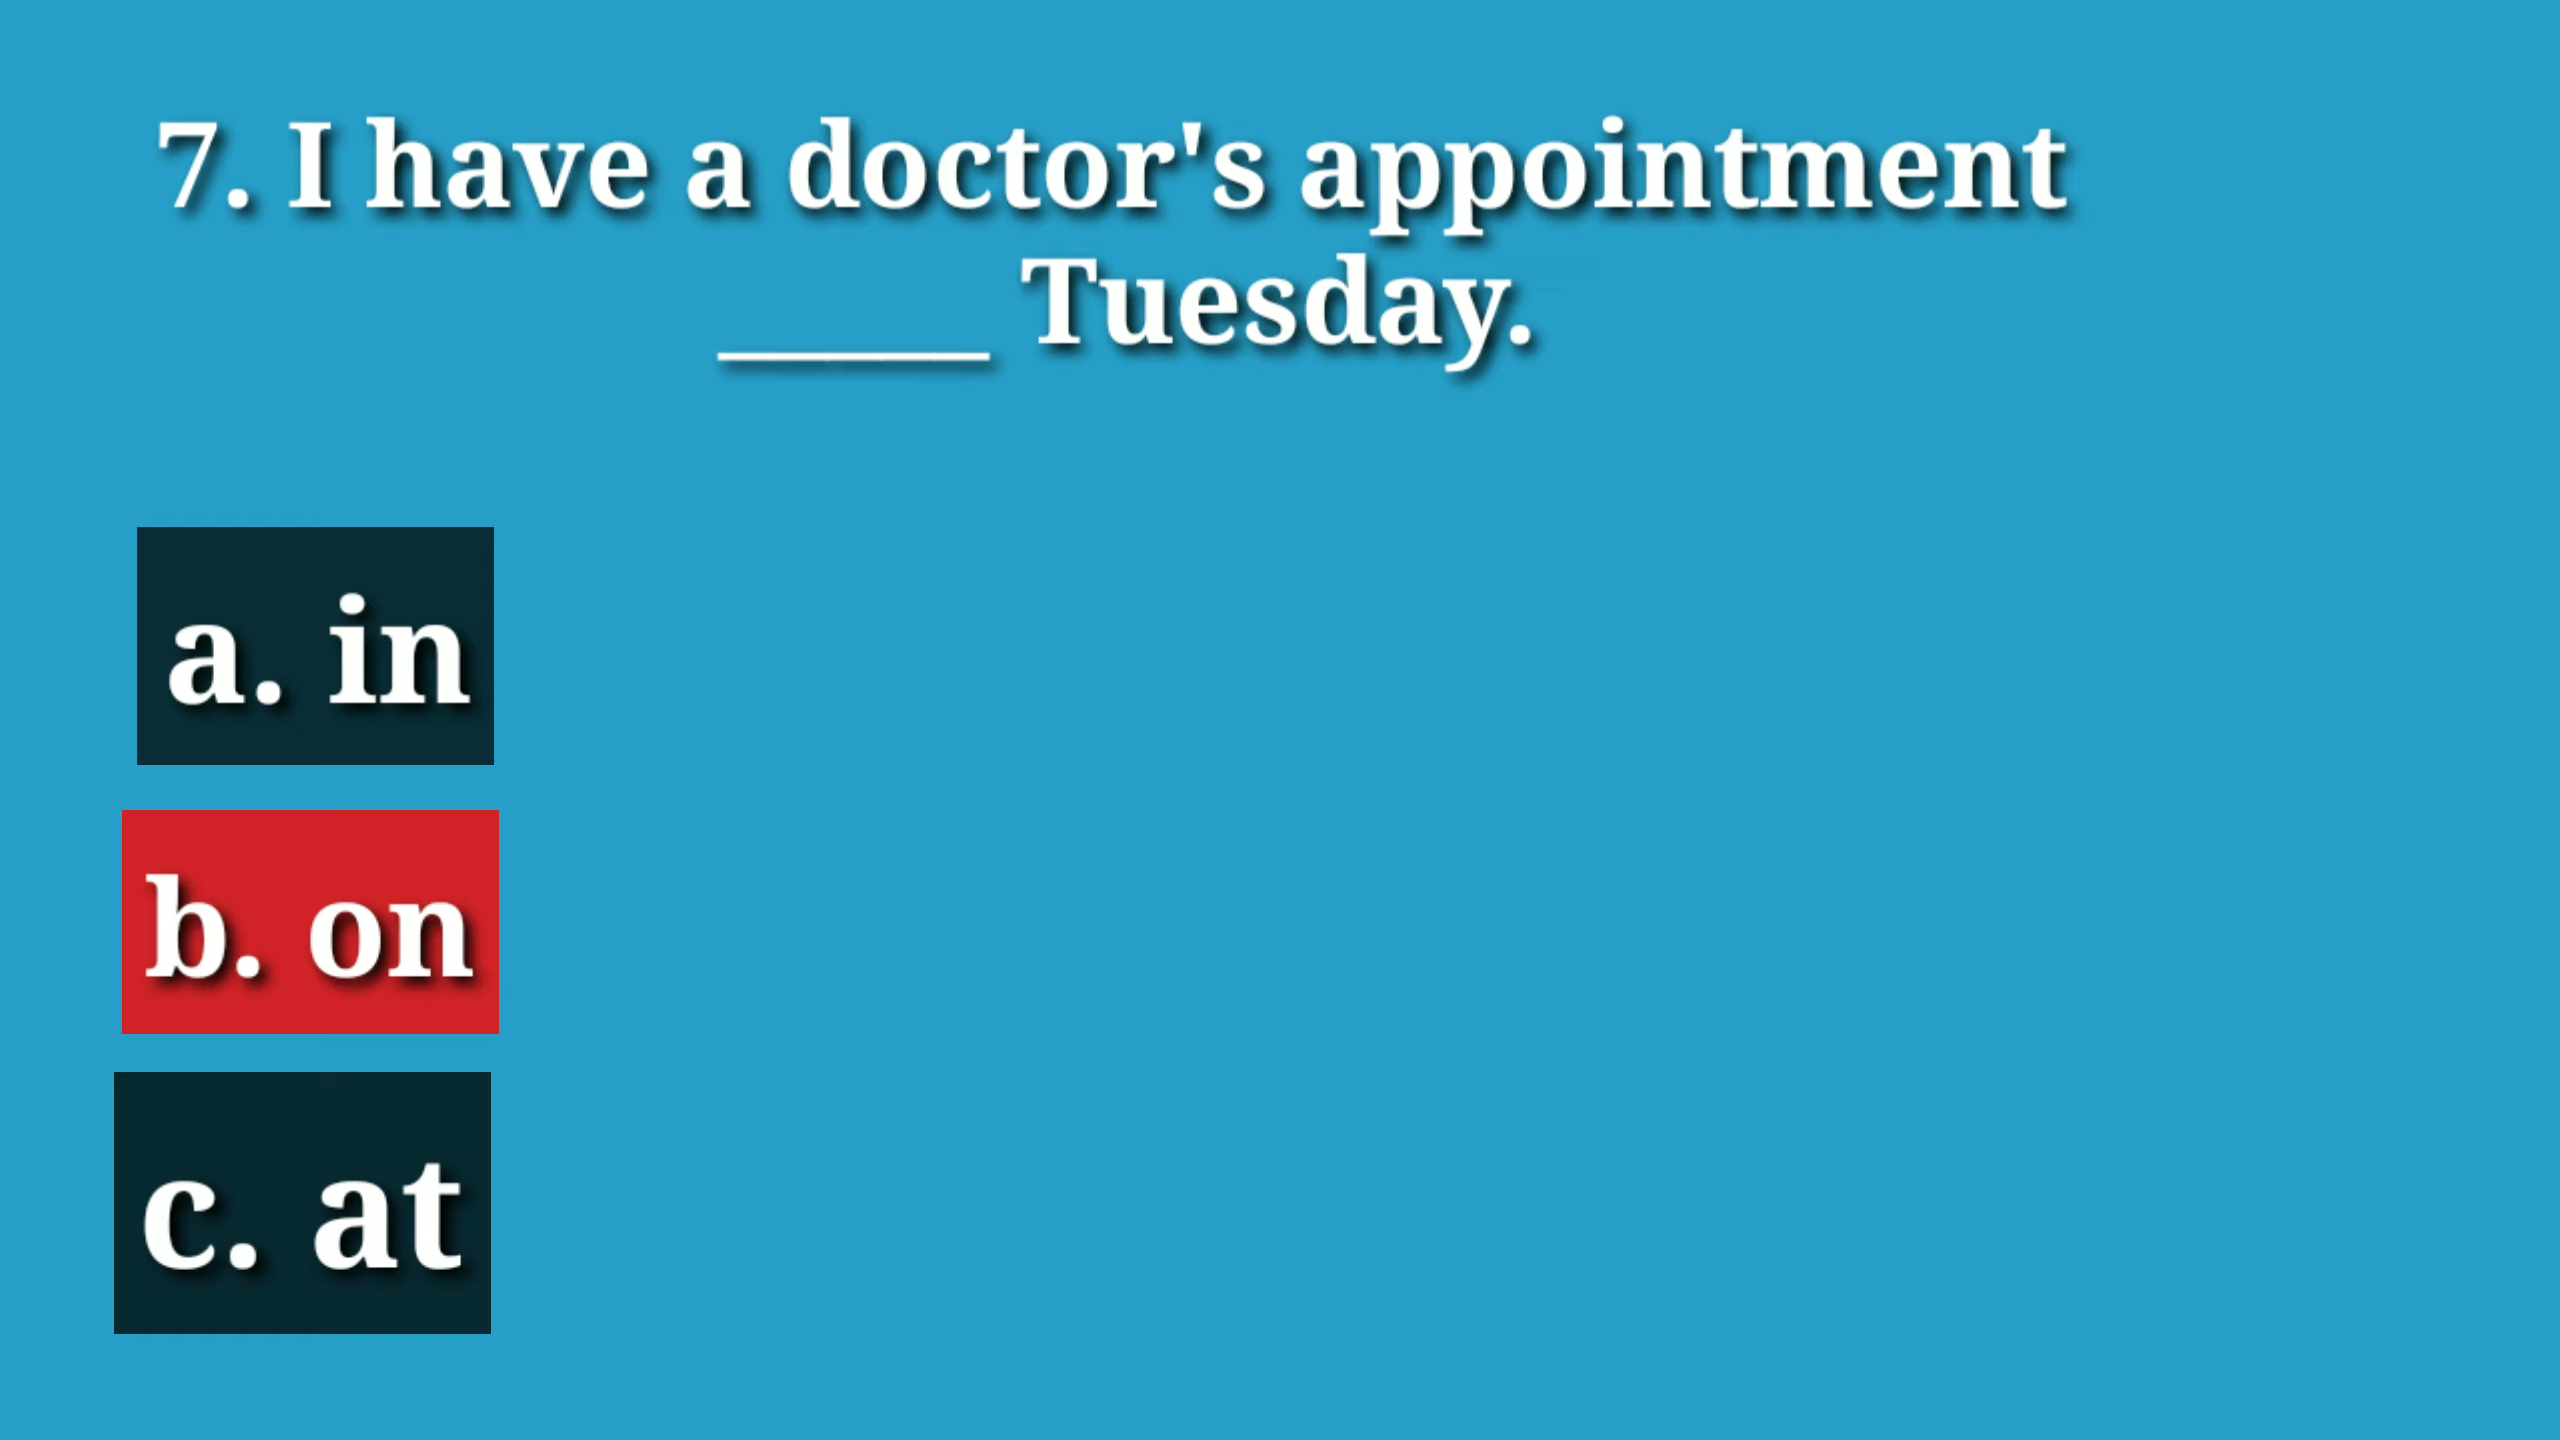 7. I have a doctor's appointment
_____ Tuesday.
a. in
b. on
c. at